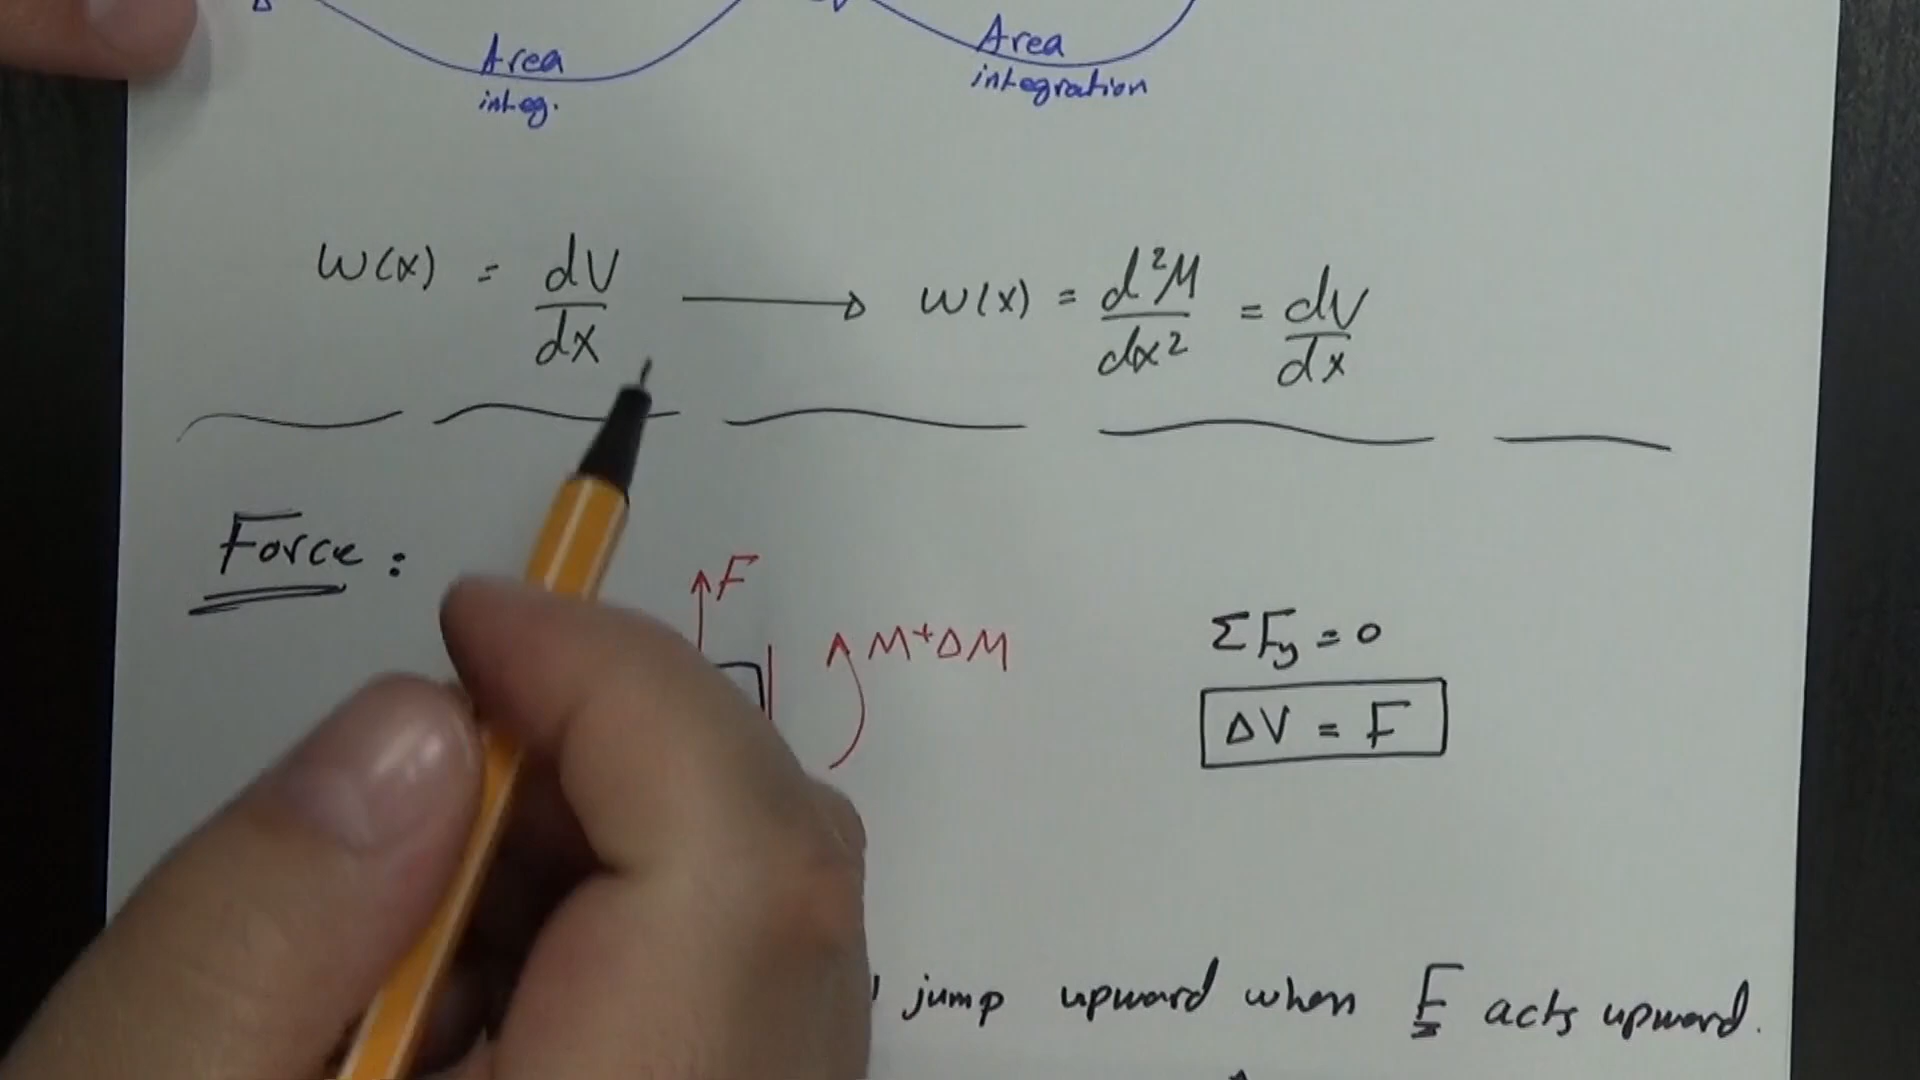 Area
integ.
Area
integration
w(x) = dV/dx → w(x) = d²M/dx² = dV/dx
Force :
F
M+ΔM
ΣFy = 0
ΔV = F
jump upward when F acts upward.